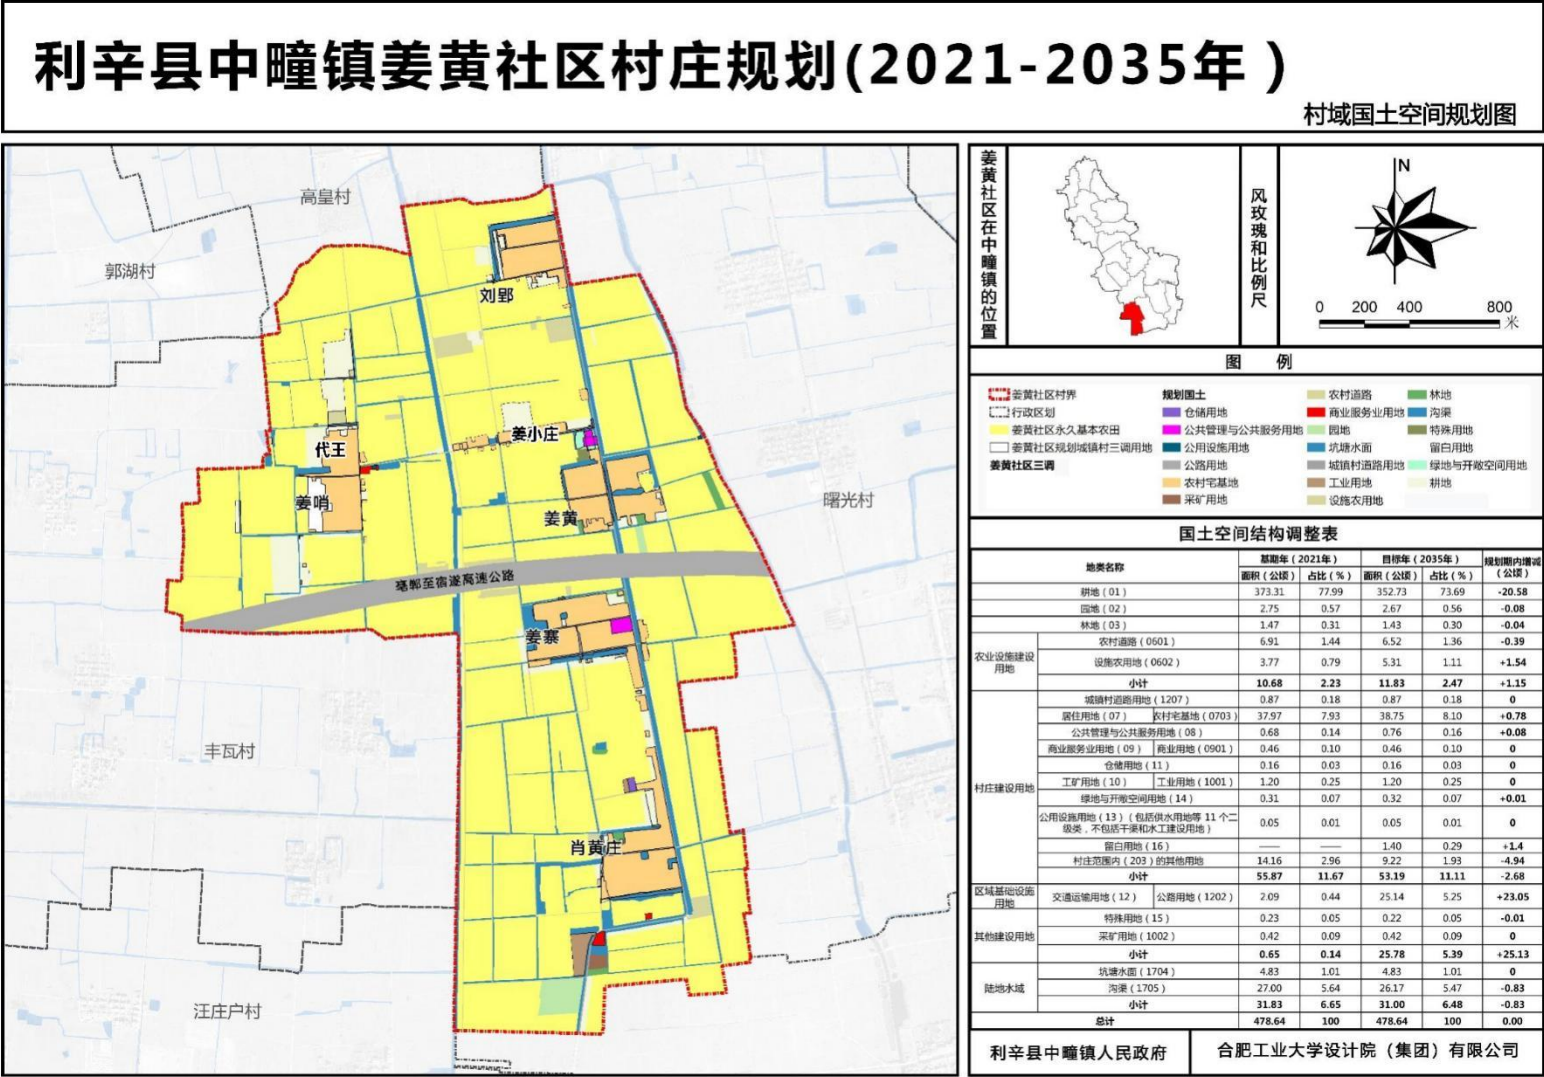 利辛县中疃镇姜黄社区村庄规划(2021-2035年)
村域国土空间规划图
高皇村
郭湖村
刘郢
代王
姜小庄
姜哨
姜黄
曙光村
亳郸至宿遂高速公路
姜寨
丰瓦村
肖黄庄
汪庄户村
姜黄社区在中疃镇的位置
风玫瑰和比例尺
N
0 200 400 800
米
图 例
姜黄社区村界
行政区划
姜黄社区永久基本农田
姜黄社区规划城镇村三调用地
姜黄社区三调
规划国土
仓储用地
公共管理与公共服务用地
公用设施用地
公路用地
农村宅基地
采矿用地
农村道路
商业服务业用地
园地
坑塘水面
城镇村道路用地
工业用地
设施农用地
林地
沟渠
特殊用地
留白用地
绿地与开敞空间用地
耕地
国土空间结构调整表
地类名称 基期年(2021年) 目标年(2035年) 规划期内增减(公顷)
面积(公顷) 占比(%) 面积(公顷) 占比(%)
耕地(01) 373.31 77.99 352.73 73.69 -20.58
园地(02) 2.75 0.57 2.67 0.56 -0.08
林地(03) 1.47 0.31 1.43 0.30 -0.04
农业设施建设用地 农村道路(0601) 6.91 1.44 6.52 1.36 -0.39
设施农用地(0602) 3.77 0.79 5.31 1.11 +1.54
小计 10.68 2.23 11.83 2.47 +1.15
村庄建设用地 城镇村道路用地(1207) 0.87 0.18 0.87 0.18 0
居住用地(07) 农村宅基地(0703) 37.97 7.93 38.75 8.10 +0.78
公共管理与公共服务用地(08) 0.68 0.14 0.76 0.16 +0.08
商业服务业用地(09) 商业用地(0901) 0.46 0.10 0.46 0.10 0
仓储用地(11) 0.16 0.03 0.16 0.03 0
工矿用地(10) 工业用地(1001) 1.20 0.25 1.20 0.25 0
绿地与开敞空间用地(14) 0.31 0.07 0.32 0.07 +0.01
公用设施用地(13)(包括供水用地等 11 个二级类,不包括干渠和水工建设用地) 0.05 0.01 0.05 0.01 0
留白用地(16) —— —— 1.40 0.29 +1.4
村庄范围内(203)的其他用地 14.16 2.96 9.22 1.93 -4.94
小计 55.87 11.67 53.19 11.11 -2.68
区域基础设施用地 交通运输用地(12) 公路用地(1202) 2.09 0.44 25.14 5.25 +23.05
其他建设用地 特殊用地(15) 0.23 0.05 0.22 0.05 -0.01
采矿用地(1002) 0.42 0.09 0.42 0.09 0
小计 0.65 0.14 25.78 5.39 +25.13
陆地水域 坑塘水面(1704) 4.83 1.01 4.83 1.01 0
沟渠(1705) 27.00 5.64 26.17 5.47 -0.83
小计 31.83 6.65 31.00 6.48 -0.83
总计 478.64 100 478.64 100 0.00
利辛县中疃镇人民政府
合肥工业大学设计院(集团)有限公司